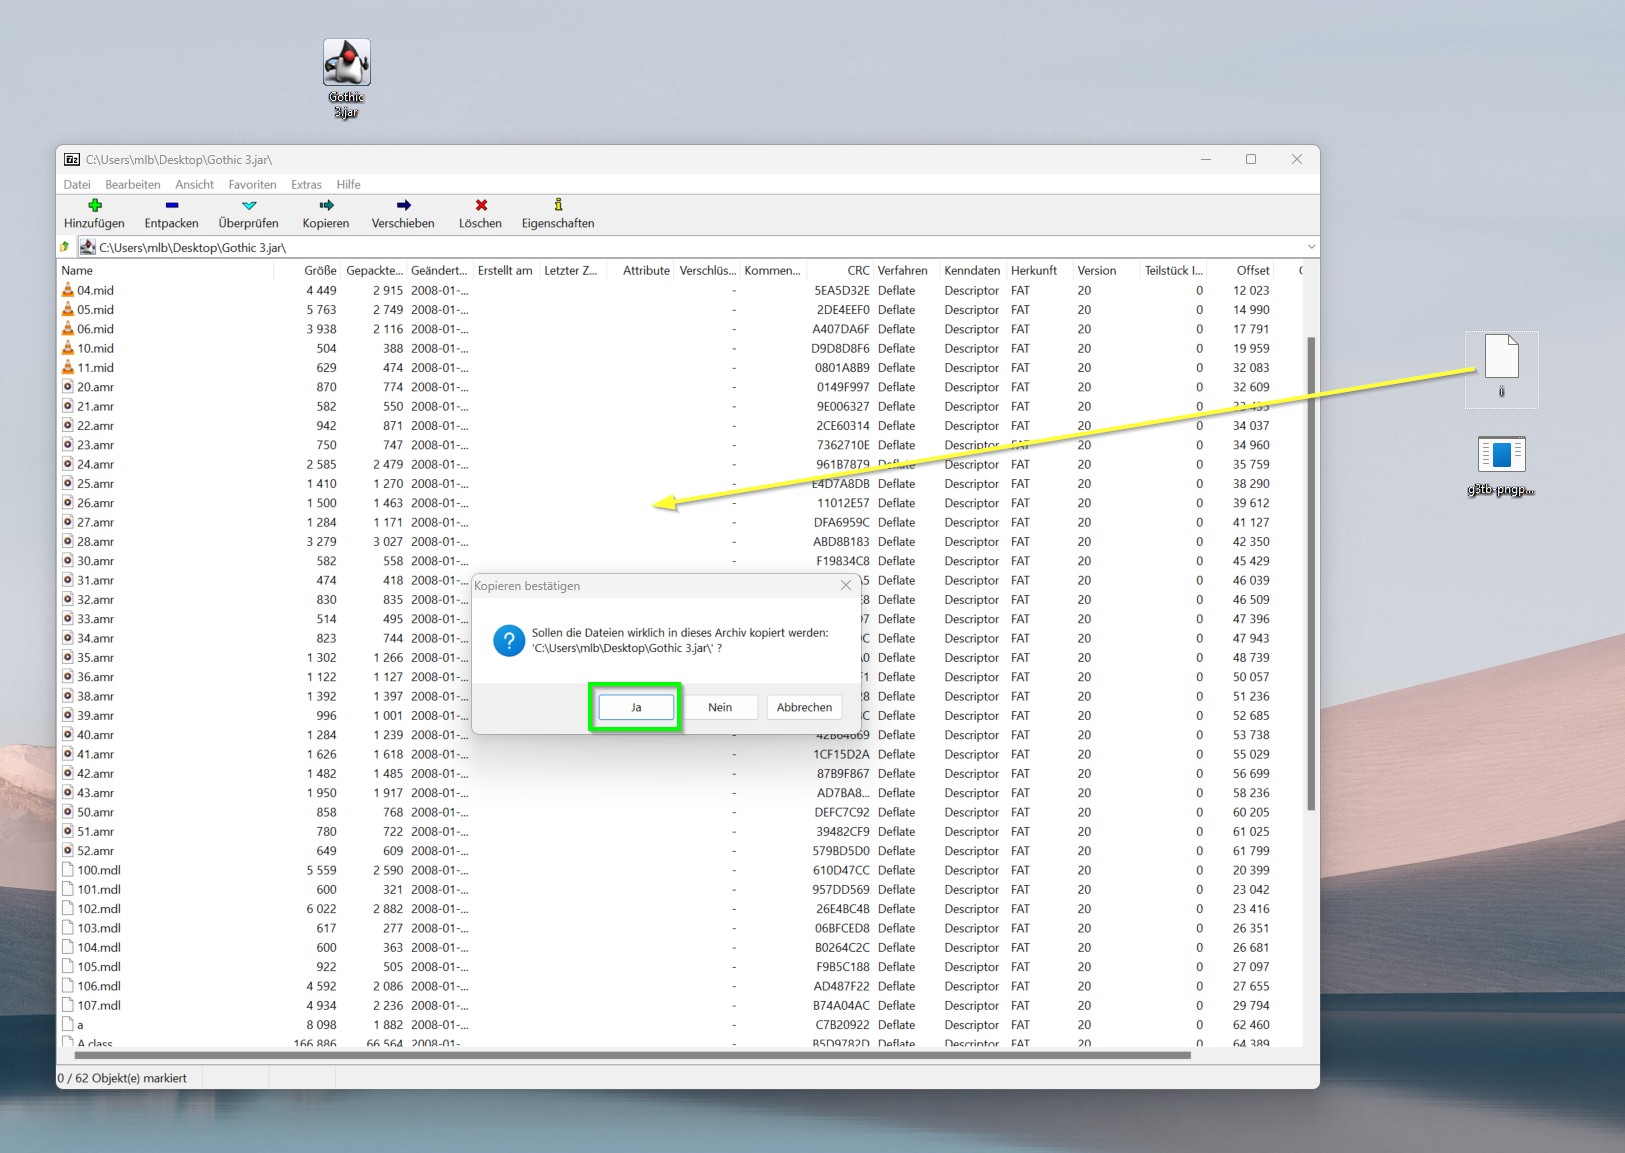 Gothic
3.jar
C:\Users\mlb\Desktop\Gothic 3.jar\
Datei Bearbeiten Ansicht Favoriten Extras Hilfe
Hinzufügen Entpacken Überprüfen Kopieren Verschieben Löschen Eigenschaften
C:\Users\mlb\Desktop\Gothic 3.jar\
Name Größe Gepackte... Geändert... Erstellt am Letzter Z... Attribute Verschlüs... Kommen... CRC Verfahren Kenndaten Herkunft Version Teilstück I... Offset
04.mid 4 449 2 915 2008-01-... - 5EA5D32E Deflate Descriptor FAT 20 0 12 023
05.mid 5 763 2 749 2008-01-... - 2DE4EEF0 Deflate Descriptor FAT 20 0 14 990
06.mid 3 938 2 116 2008-01-... - A407DA6F Deflate Descriptor FAT 20 0 17 791
10.mid 504 388 2008-01-... - D9D8D8F6 Deflate Descriptor FAT 20 0 19 959
11.mid 629 474 2008-01-... - 0801A8B9 Deflate Descriptor FAT 20 0 32 083
20.amr 870 774 2008-01-... - 0149F997 Deflate Descriptor FAT 20 0 32 609
21.amr 582 550 2008-01-... - 9E006327 Deflate Descriptor FAT 20 0
22.amr 942 871 2008-01-... - 2CE60314 Deflate Descriptor FAT 20 0 34 037
23.amr 750 747 2008-01-... - 7362710E Deflate Descriptor FAT 20 0 34 960
24.amr 2 585 2 479 2008-01-... - 961B7879 Deflate Descriptor FAT 20 0 35 759
25.amr 1 410 1 270 2008-01-... - E4D7A8DB Deflate Descriptor FAT 20 0 38 290
26.amr 1 500 1 463 2008-01-... - 11012E57 Deflate Descriptor FAT 20 0 39 612
27.amr 1 284 1 171 2008-01-... - DFA6959C Deflate Descriptor FAT 20 0 41 127
28.amr 3 279 3 027 2008-01-... - ABD8B183 Deflate Descriptor FAT 20 0 42 350
30.amr 582 558 2008-01-... - F19834C8 Deflate Descriptor FAT 20 0 45 429
31.amr 474 418 2008-01-... A5 Deflate Descriptor FAT 20 0 46 039
32.amr 830 835 2008-01-... E8 Deflate Descriptor FAT 20 0 46 509
33.amr 514 495 2008-01-... Deflate Descriptor FAT 20 0 47 396
34.amr 823 744 2008-01-... Deflate Descriptor FAT 20 0 47 943
35.amr 1 302 1 266 2008-01-... Deflate Descriptor FAT 20 0 48 739
36.amr 1 122 1 127 2008-01-... Deflate Descriptor FAT 20 0 50 057
38.amr 1 392 1 397 2008-01-... Deflate Descriptor FAT 20 0 51 236
39.amr 996 1 001 2008-01-... Deflate Descriptor FAT 20 0 52 685
40.amr 1 284 1 239 2008-01-... - 42B64669 Deflate Descriptor FAT 20 0 53 738
41.amr 1 626 1 618 2008-01-... - 1CF15D2A Deflate Descriptor FAT 20 0 55 029
42.amr 1 482 1 485 2008-01-... - 87B9F867 Deflate Descriptor FAT 20 0 56 699
43.amr 1 950 1 917 2008-01-... - AD7BA8... Deflate Descriptor FAT 20 0 58 236
50.amr 858 768 2008-01-... - DEFC7C92 Deflate Descriptor FAT 20 0 60 205
51.amr 780 722 2008-01-... - 39482CF9 Deflate Descriptor FAT 20 0 61 025
52.amr 649 609 2008-01-... - 579BD5D0 Deflate Descriptor FAT 20 0 61 799
100.mdl 5 559 2 590 2008-01-... - 610D47CC Deflate Descriptor FAT 20 0 20 399
101.mdl 600 321 2008-01-... - 957DD569 Deflate Descriptor FAT 20 0 23 042
102.mdl 6 022 2 882 2008-01-... - 26E4BC4B Deflate Descriptor FAT 20 0 23 416
103.mdl 617 277 2008-01-... - 06BFCED8 Deflate Descriptor FAT 20 0 26 351
104.mdl 600 363 2008-01-... - B0264C2C Deflate Descriptor FAT 20 0 26 681
105.mdl 922 505 2008-01-... - F9B5C188 Deflate Descriptor FAT 20 0 27 097
106.mdl 4 592 2 086 2008-01-... - AD487F22 Deflate Descriptor FAT 20 0 27 655
107.mdl 4 934 2 236 2008-01-... - B74A04AC Deflate Descriptor FAT 20 0 29 794
a 8 098 1 882 2008-01-... - C7B20922 Deflate Descriptor FAT 20 0 62 460
A.class 166 886 66 564 2008-01-... - B5D9782D Deflate Descriptor FAT 20 0 64 389
0 / 62 Objekt(e) markiert
Kopieren bestätigen
Sollen die Dateien wirklich in dieses Archiv kopiert werden:
'C:\Users\mlb\Desktop\Gothic 3.jar\' ?
Ja Nein Abbrechen
i
g3tb-pngp...